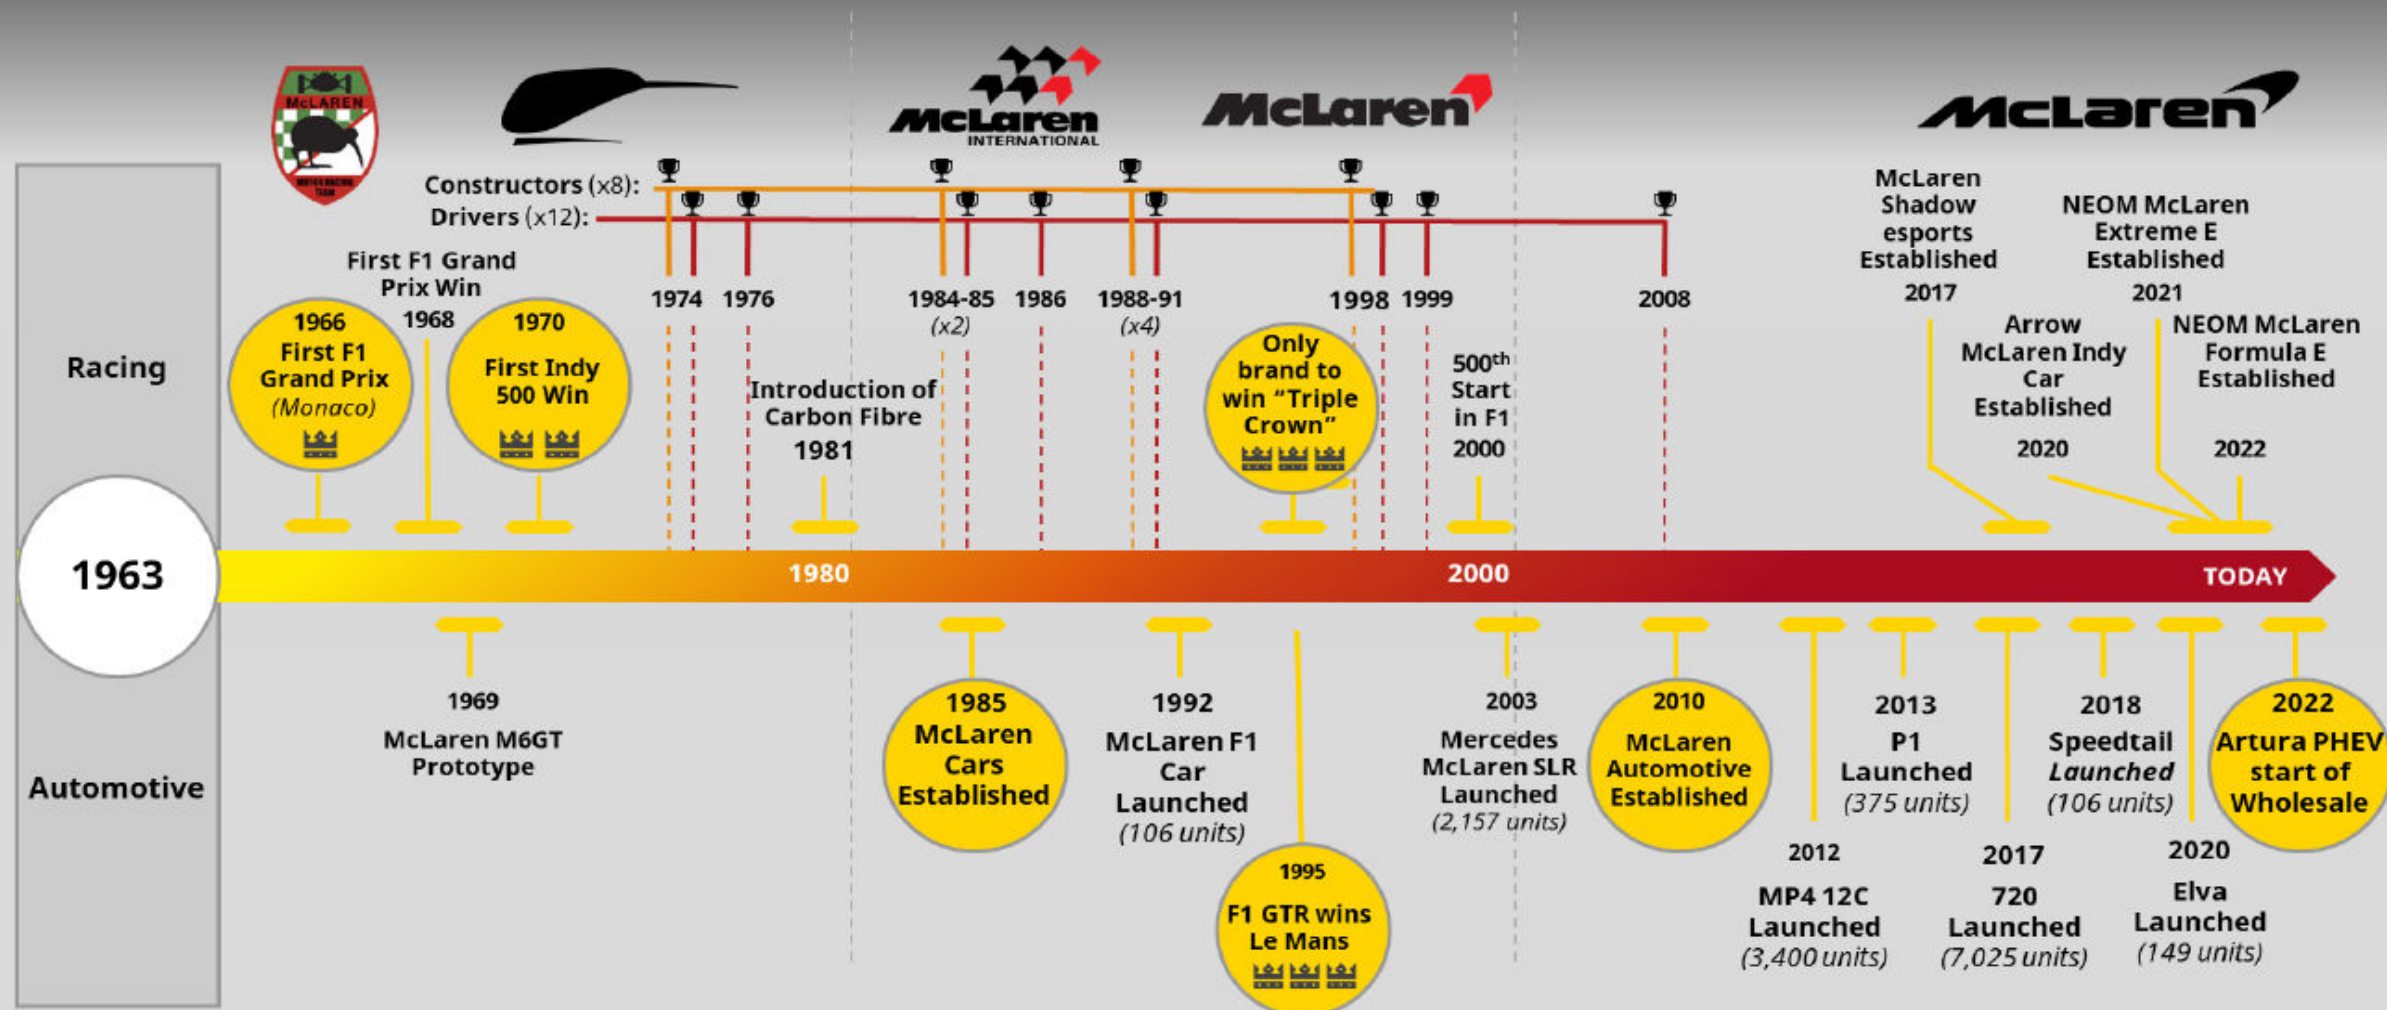 McLAREN
MOTOR RACING
TEAM
McLaren
INTERNATIONAL
McLaren
McLaren
Constructors (x8):
Drivers (x12):
1974
1976
1984-85
(x2)
1986
1988-91
(x4)
1998
1999
2008
Racing
1966
First F1
Grand Prix
(Monaco)
First F1 Grand
Prix Win
1968
1970
First Indy
500 Win
Introduction of
Carbon Fibre
1981
Only
brand to
win “Triple
Crown”
500th
Start
in F1
2000
McLaren
Shadow
esports
Established
2017
Arrow
McLaren Indy
Car
Established
2020
NEOM McLaren
Extreme E
Established
2021
NEOM McLaren
Formula E
Established
2022
1963
1980
2000
TODAY
Automotive
1969
McLaren M6GT
Prototype
1985
McLaren
Cars
Established
1992
McLaren F1
Car
Launched
(106 units)
1995
F1 GTR wins
Le Mans
2003
Mercedes
McLaren SLR
Launched
(2,157 units)
2010
McLaren
Automotive
Established
2012
MP4 12C
Launched
(3,400 units)
2013
P1
Launched
(375 units)
2017
720
Launched
(7,025 units)
2018
Speedtail
Launched
(106 units)
2020
Elva
Launched
(149 units)
2022
Artura PHEV
start of
Wholesale